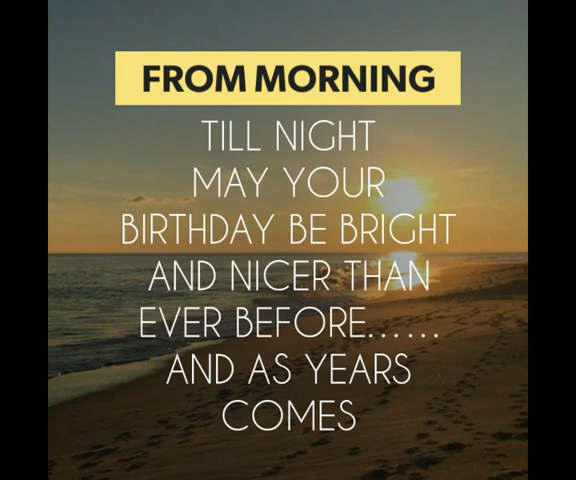 FROM MORNING
TILL NIGHT
MAY YOUR
BIRTHDAY BE BRIGHT
AND NICER THAN
EVER BEFORE......
AND AS YEARS
COMES